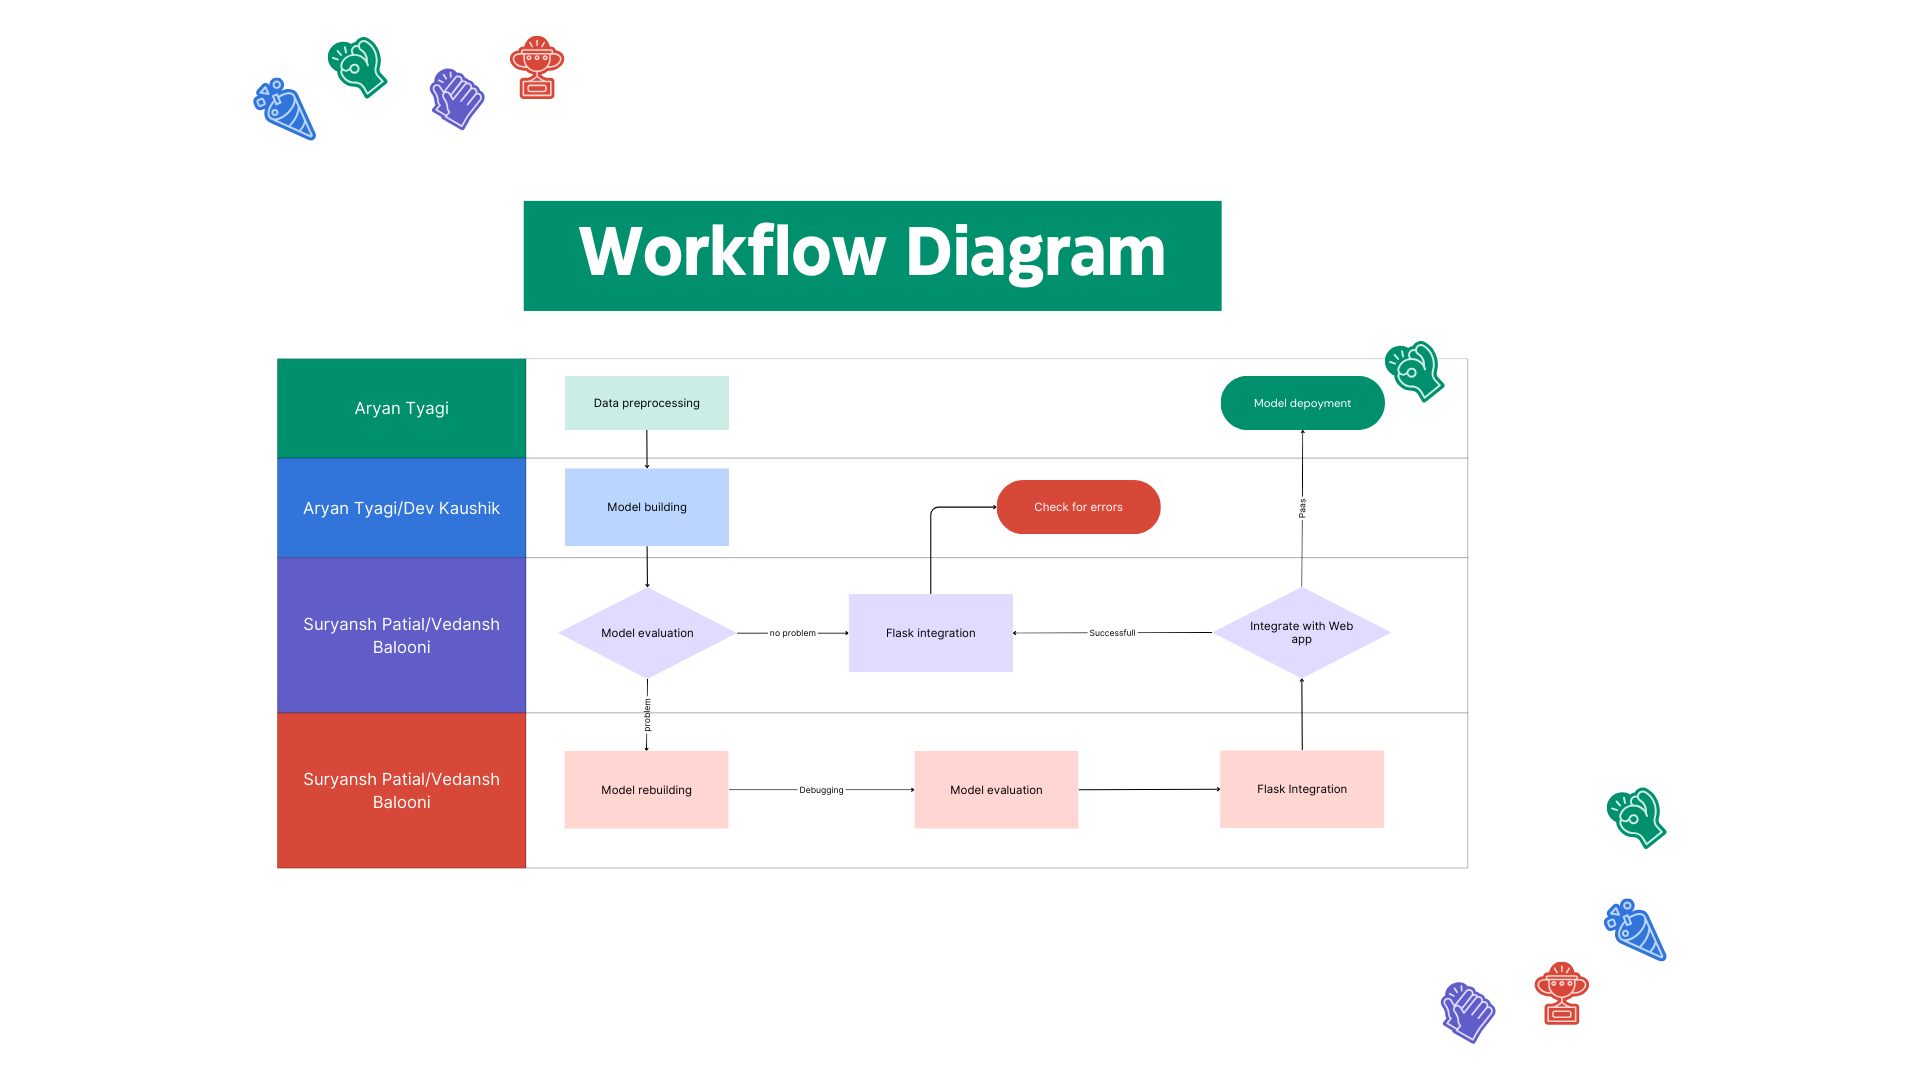 Workflow Diagram
Aryan Tyagi
Data preprocessing
Model depoyment
Aryan Tyagi/Dev Kaushik
Model building
Check for errors
Paas
Suryansh Patial/Vedansh
Balooni
Model evaluation
no problem
Flask integration
Successfull
Integrate with Web
app
problem
Suryansh Patial/Vedansh
Balooni
Model rebuilding
Debugging
Model evaluation
Flask Integration